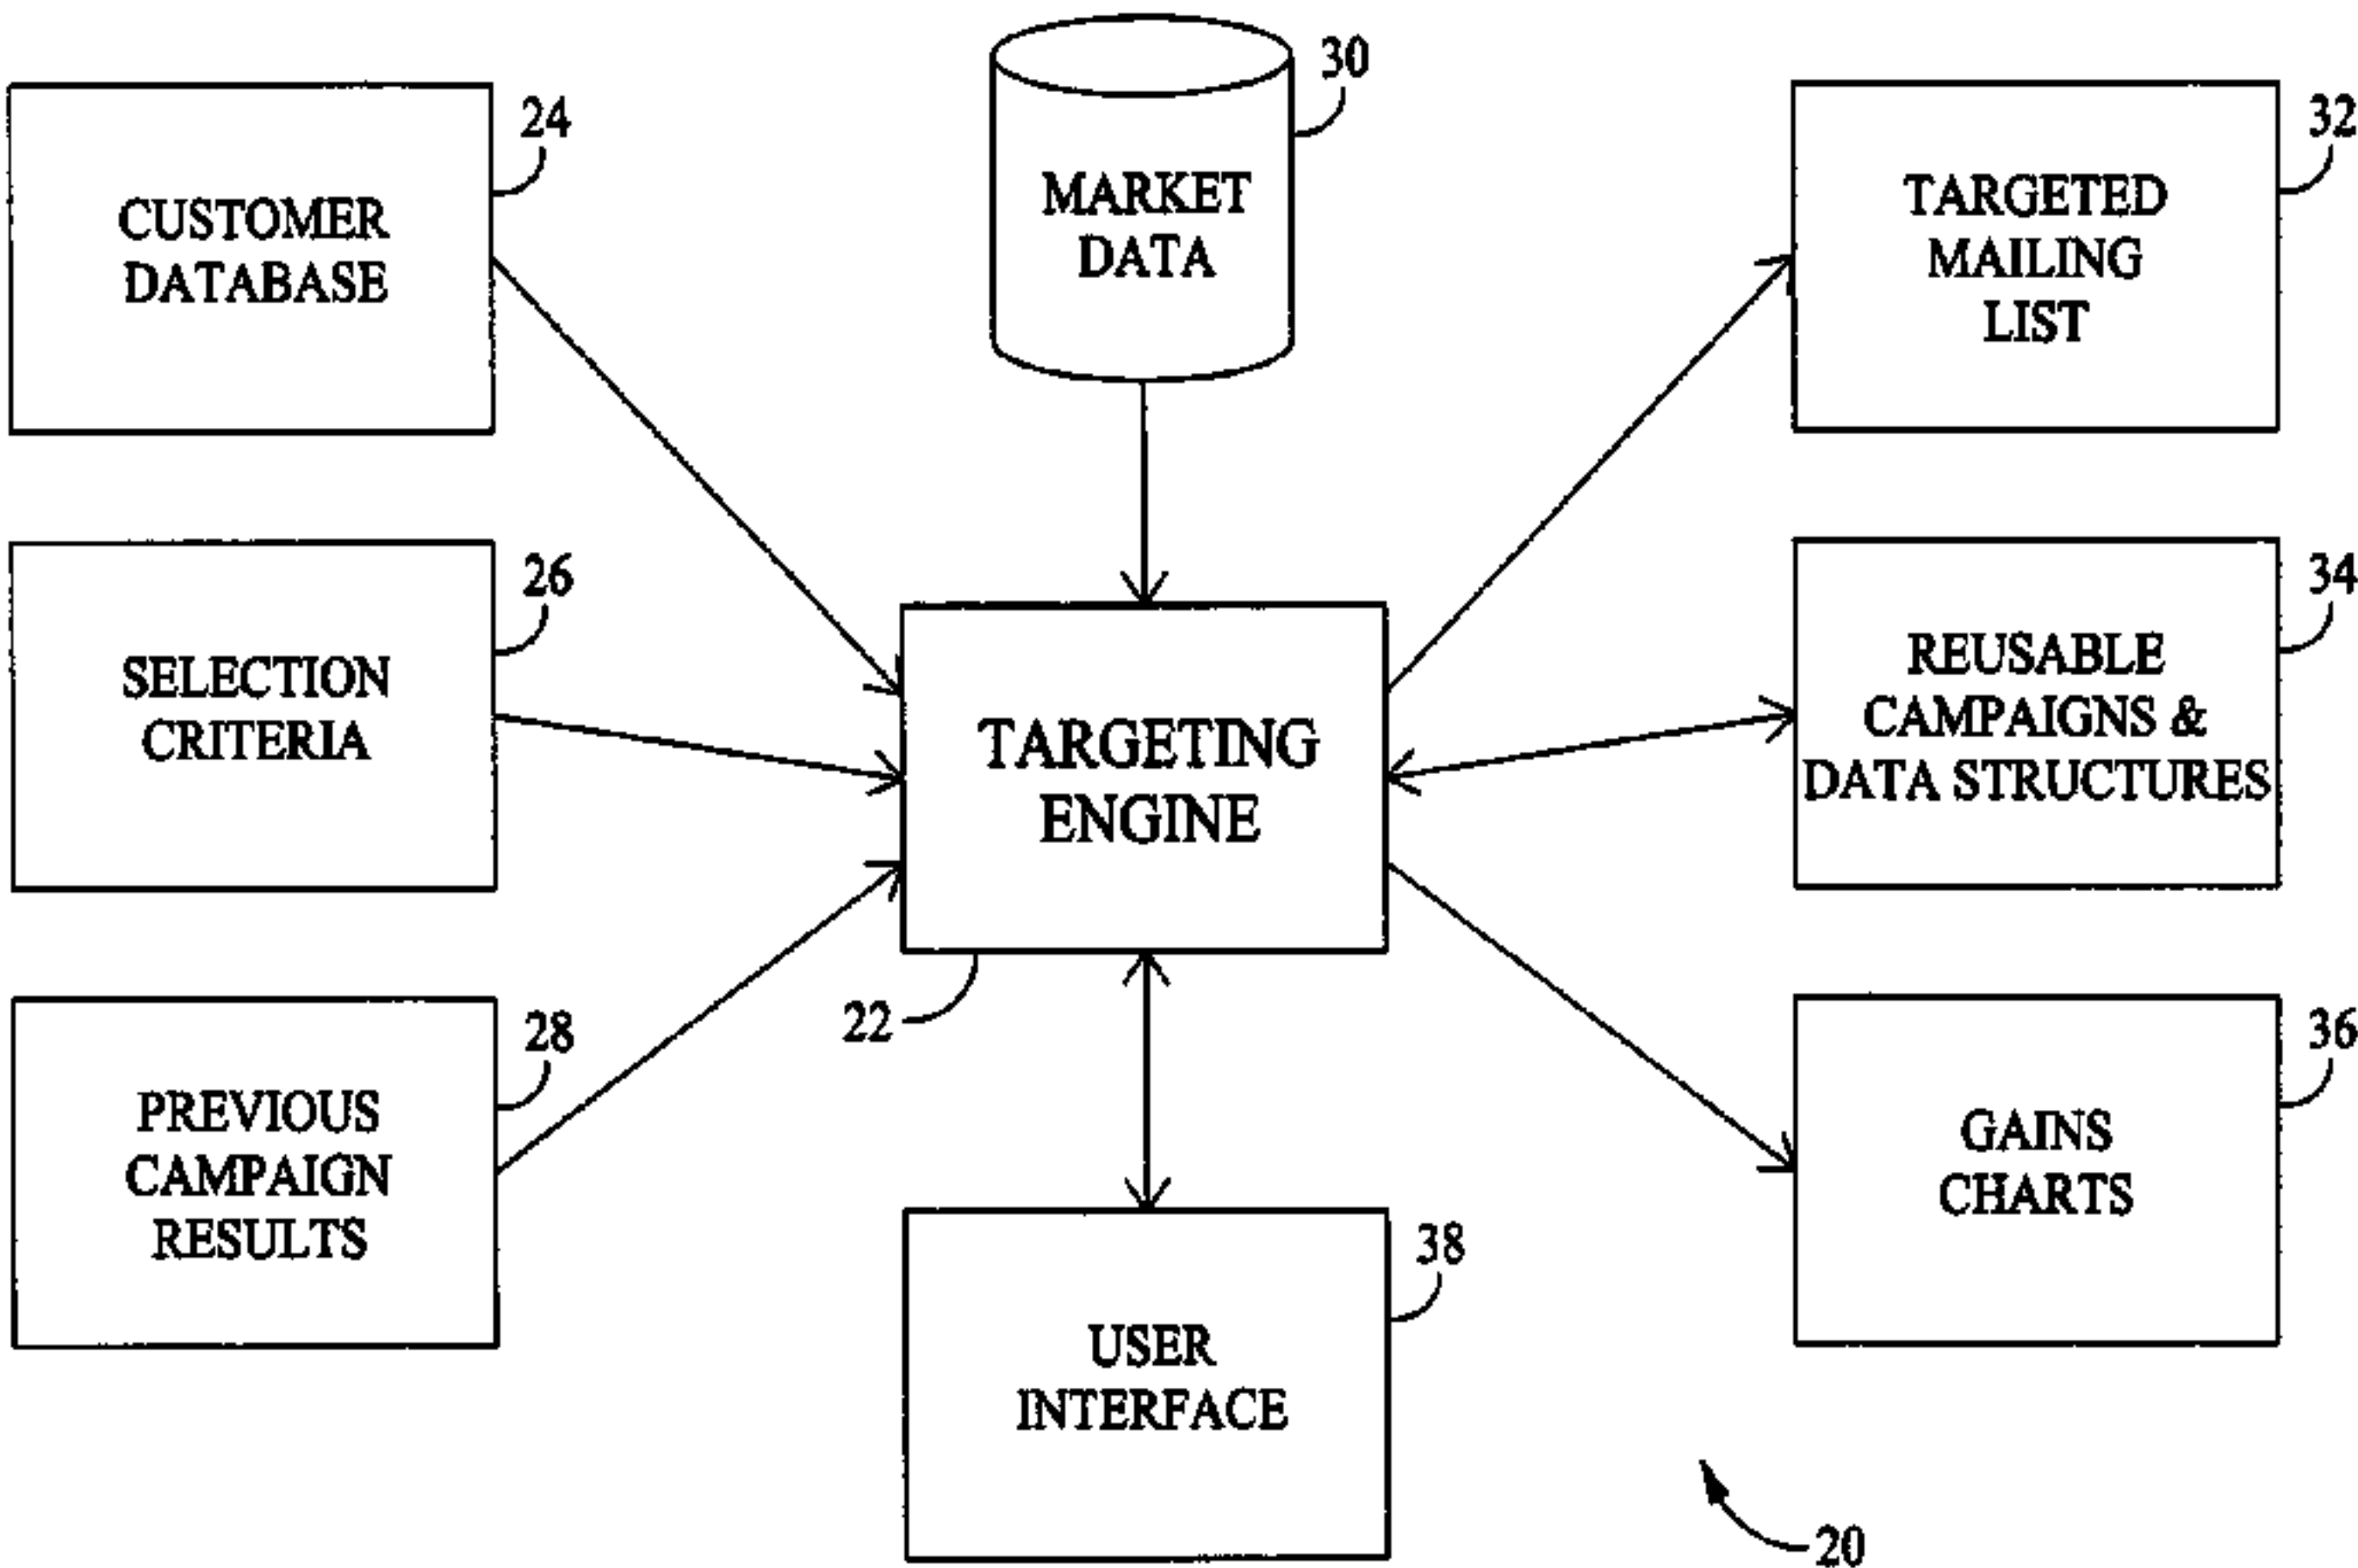 24
CUSTOMER
DATABASE
30
MARKET
DATA
32
TARGETED
MAILING
LIST
26
SELECTION
CRITERIA
TARGETING
ENGINE
22
34
REUSABLE
CAMPAIGNS &
DATA STRUCTURES
28
PREVIOUS
CAMPAIGN
RESULTS
38
USER
INTERFACE
36
GAINS
CHARTS
20